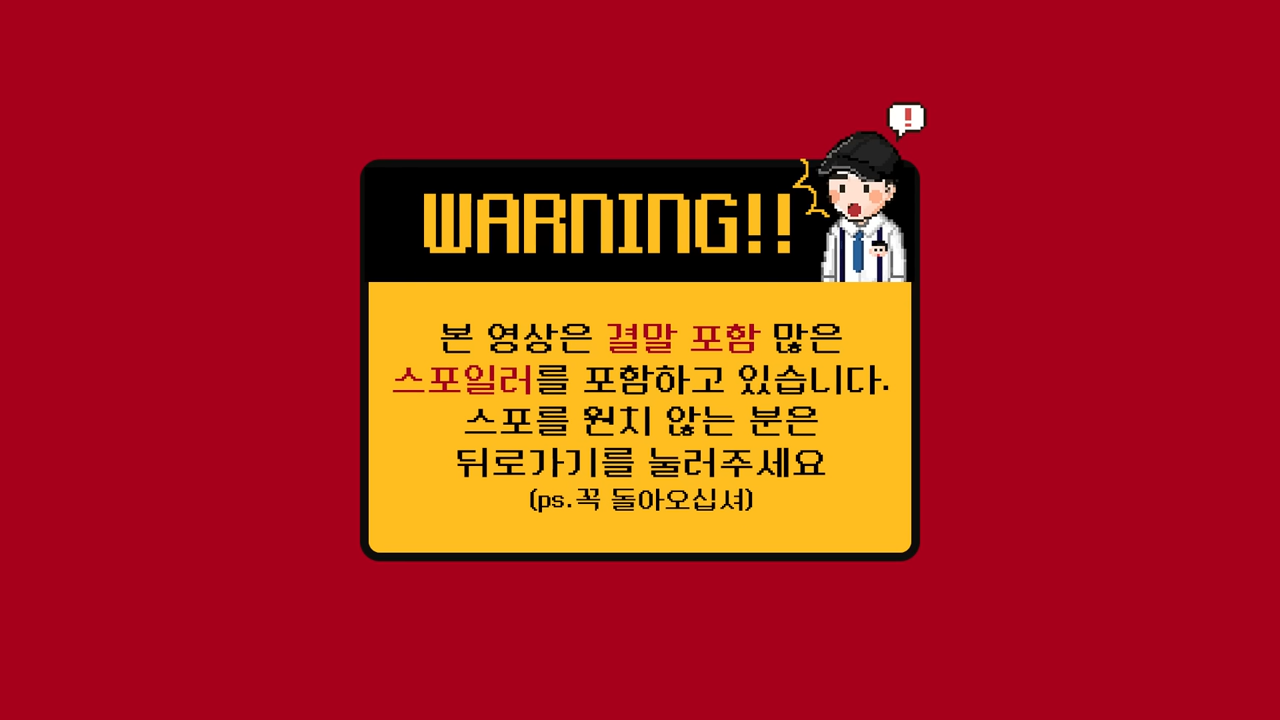 !
WARNING!!
본 영상은 결말 포함 많은
스포일러를 포함하고 있습니다.
스포를 원치 않는 분은
뒤로가기를 눌러주세요
(ps.꼭 돌아오십셔)